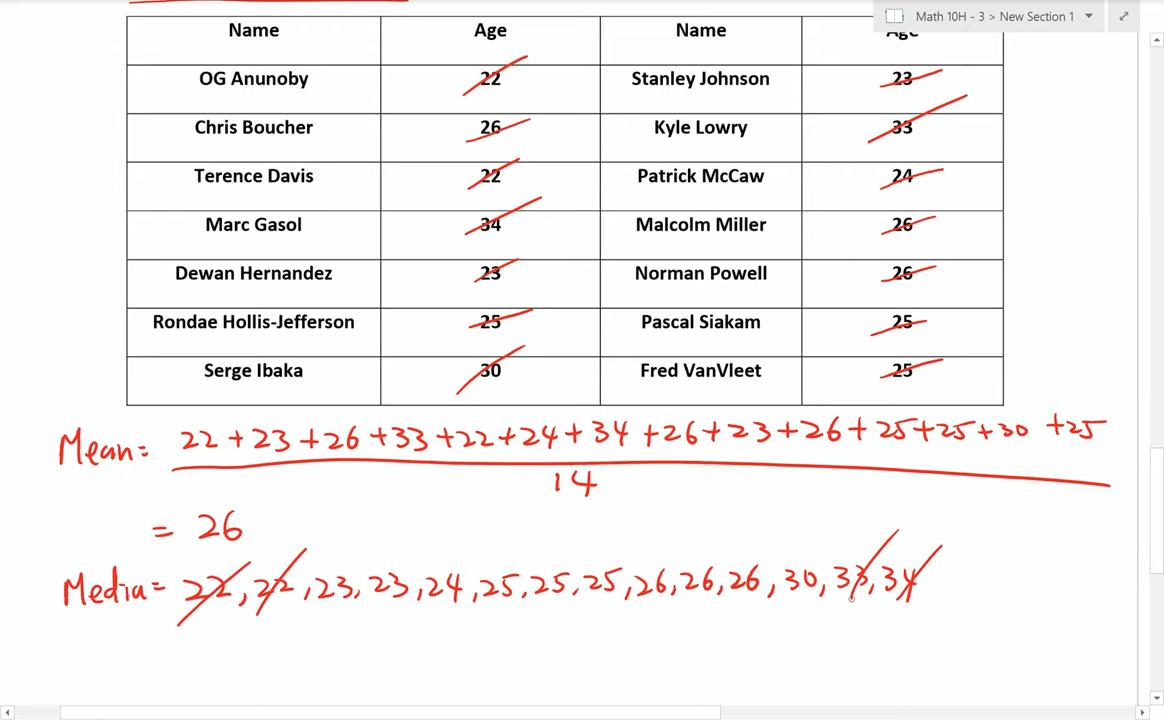 Math 10H - 3 > New Section 1
Name Age Name Age
OG Anunoby 22 Stanley Johnson 23
Chris Boucher 26 Kyle Lowry 33
Terence Davis 22 Patrick McCaw 24
Marc Gasol 34 Malcolm Miller 26
Dewan Hernandez 23 Norman Powell 26
Rondae Hollis-Jefferson 25 Pascal Siakam 25
Serge Ibaka 30 Fred VanVleet 25
Mean= 22+23+26+33+22+24+34+26+23+26+25+25+30+25
14
= 26
Media= 22, 22, 23, 23, 24, 25, 25, 25, 26, 26, 26, 30, 33, 34